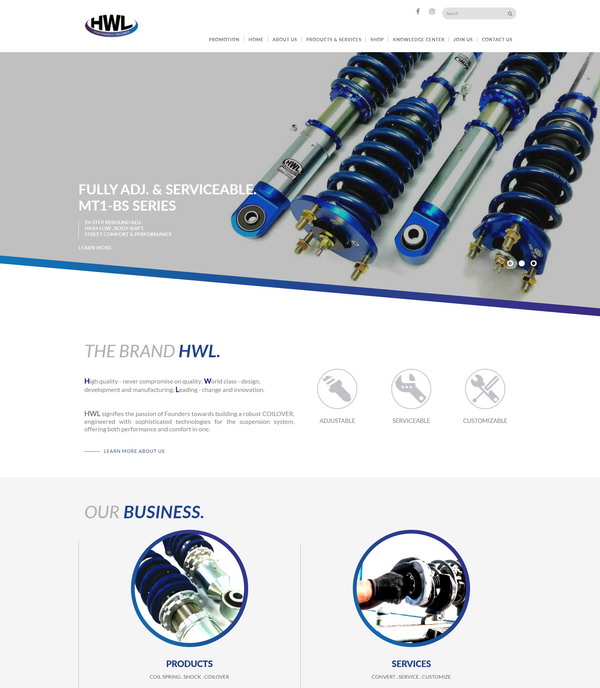 HWL
Search
PROMOTION
HOME
ABOUT US
PRODUCTS & SERVICES
SHOP
KNOWLEDGE CENTER
JOIN US
CONTACT US
HWL
FULLY ADJ. & SERVICEABLE.
MT1-BS SERIES
24-STEP REBOUND ADJ.
HIGH-LOW . BODY SHIFT.
STREET COMFORT & PERFORMANCE
LEARN MORE
THE BRAND HWL.
High quality - never compromise on quality; World class - design,
development and manufacturing; Leading - change and innovation.
HWL signifies the passion of Founders towards building a robust COILOVER,
engineered with sophisticated technologies for the suspension system,
offering both performance and comfort in one.
LEARN MORE ABOUT US
ADJUSTABLE
SERVICEABLE
CUSTOMIZABLE
OUR BUSINESS.
PRODUCTS
COIL SPRING . SHOCK . COILOVER
SERVICES
CONVERT . SERVICE . CUSTOMIZE